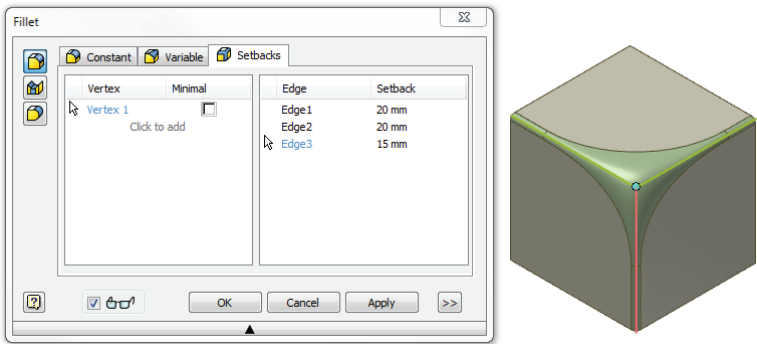 Fillet
Constant Variable Setbacks
Vertex Minimal Edge Setback
Vertex 1 Edge1 20 mm
Click to add Edge2 20 mm
Edge3 15 mm
? OK Cancel Apply >>